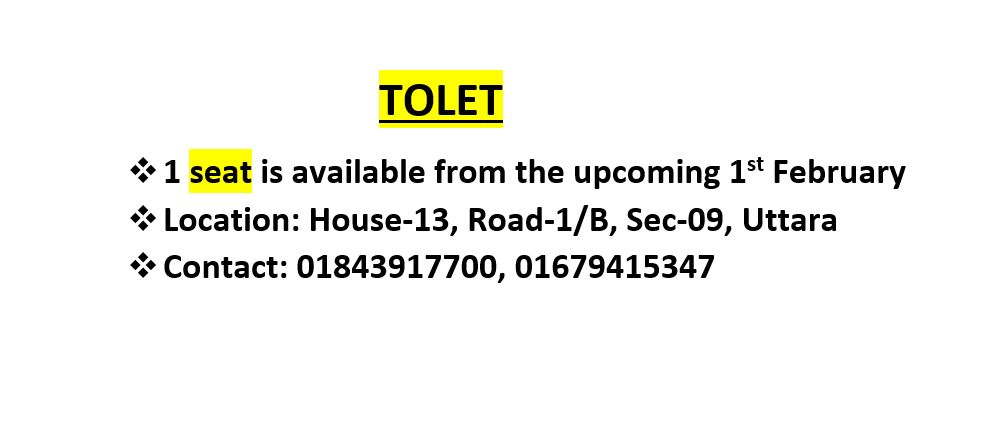 TOLET
❖ 1 seat is available from the upcoming 1st February
❖ Location: House-13, Road-1/B, Sec-09, Uttara
❖ Contact: 01843917700, 01679415347